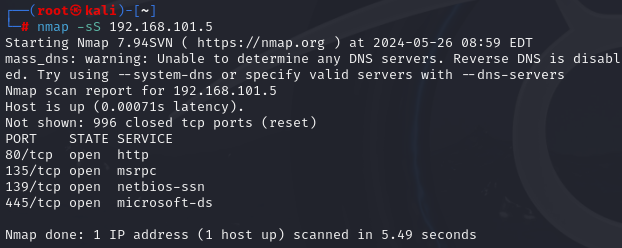 ┌──(root㉿kali)-[~]
└─# nmap -sS 192.168.101.5
Starting Nmap 7.94SVN ( https://nmap.org ) at 2024-05-26 08:59 EDT
mass_dns: warning: Unable to determine any DNS servers. Reverse DNS is disabl
ed. Try using --system-dns or specify valid servers with --dns-servers
Nmap scan report for 192.168.101.5
Host is up (0.00071s latency).
Not shown: 996 closed tcp ports (reset)
PORT    STATE SERVICE
80/tcp  open  http
135/tcp open  msrpc
139/tcp open  netbios-ssn
445/tcp open  microsoft-ds
Nmap done: 1 IP address (1 host up) scanned in 5.49 seconds